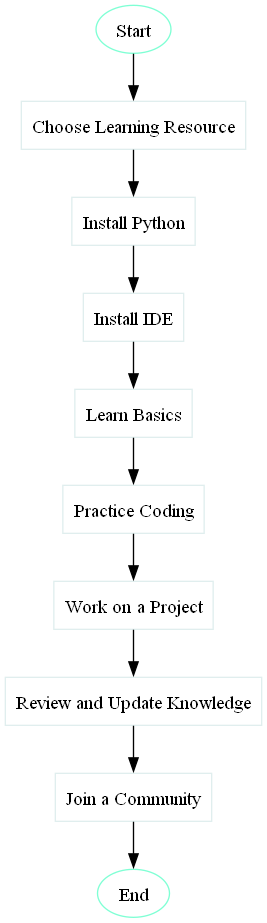 Start
Choose Learning Resource
Install Python
Install IDE
Learn Basics
Practice Coding
Work on a Project
Review and Update Knowledge
Join a Community
End